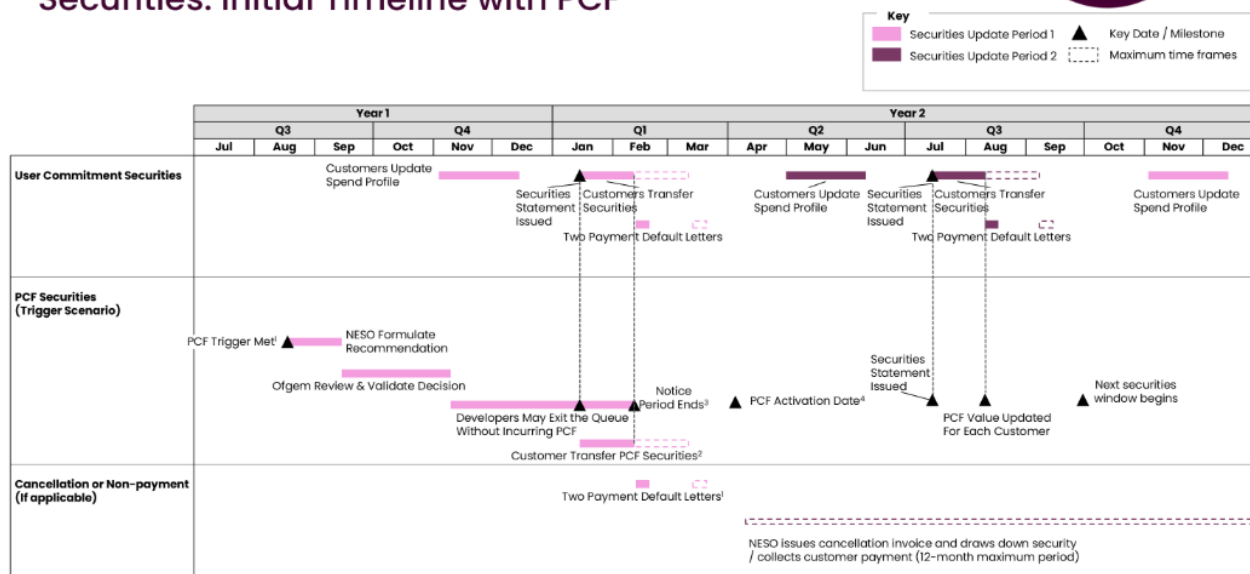 Securities: Initial Timeline with PCF
Key
Securities Update Period 1
Key Date / Milestone
Securities Update Period 2
Maximum time frames
Year 1
Year 2
Q3
Q4
Q1
Q2
Q3
Q4
Jul
Aug
Sep
Oct
Nov
Dec
Jan
Feb
Mar
Apr
May
Jun
Jul
Aug
Sep
Oct
Nov
Dec
User Commitment Securities
Customers Update
Spend Profile
Securities
Statement
Issued
Customers Transfer
Securities
Two Payment Default Letters
Customers Update
Spend Profile
Securities
Statement
Issued
Customers Transfer
Securities
Two Payment Default Letters
Customers Update
Spend Profile
PCF Securities
(Trigger Scenario)
PCF Trigger Met¹
NESO Formulate
Recommendation
Ofgem Review & Validate Decision
Developers May Exit the Queue
Without Incurring PCF
Notice
Period Ends³
Customer Transfer PCF Securities²
PCF Activation Date⁴
Securities
Statement
Issued
PCF Value Updated
For Each Customer
Next securities
window begins
Cancellation or Non-payment
(If applicable)
Two Payment Default Letters¹
NESO issues cancellation invoice and draws down security
/ collects customer payment (12-month maximum period)